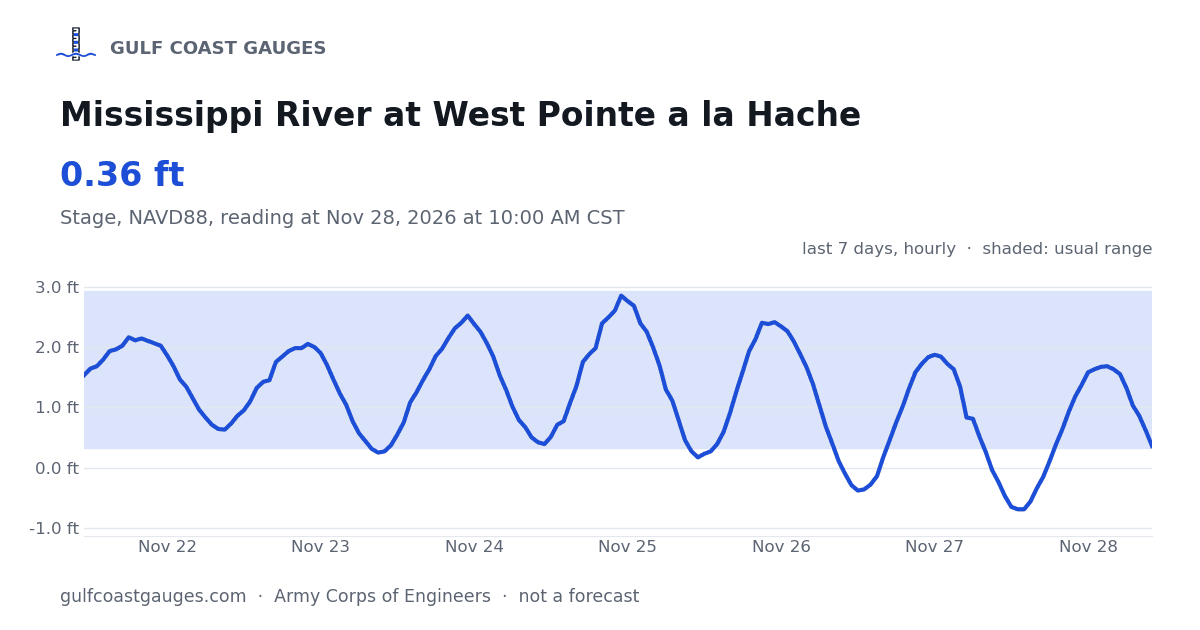 GULF COAST GAUGES
Mississippi River at West Pointe a la Hache
0.36 ft
Stage, NAVD88, reading at Nov 28, 2026 at 10:00 AM CST
last 7 days, hourly · shaded: usual range
3.0 ft
2.0 ft
1.0 ft
0.0 ft
-1.0 ft
Nov 22 Nov 23 Nov 24 Nov 25 Nov 26 Nov 27 Nov 28
gulfcoastgauges.com · Army Corps of Engineers · not a forecast